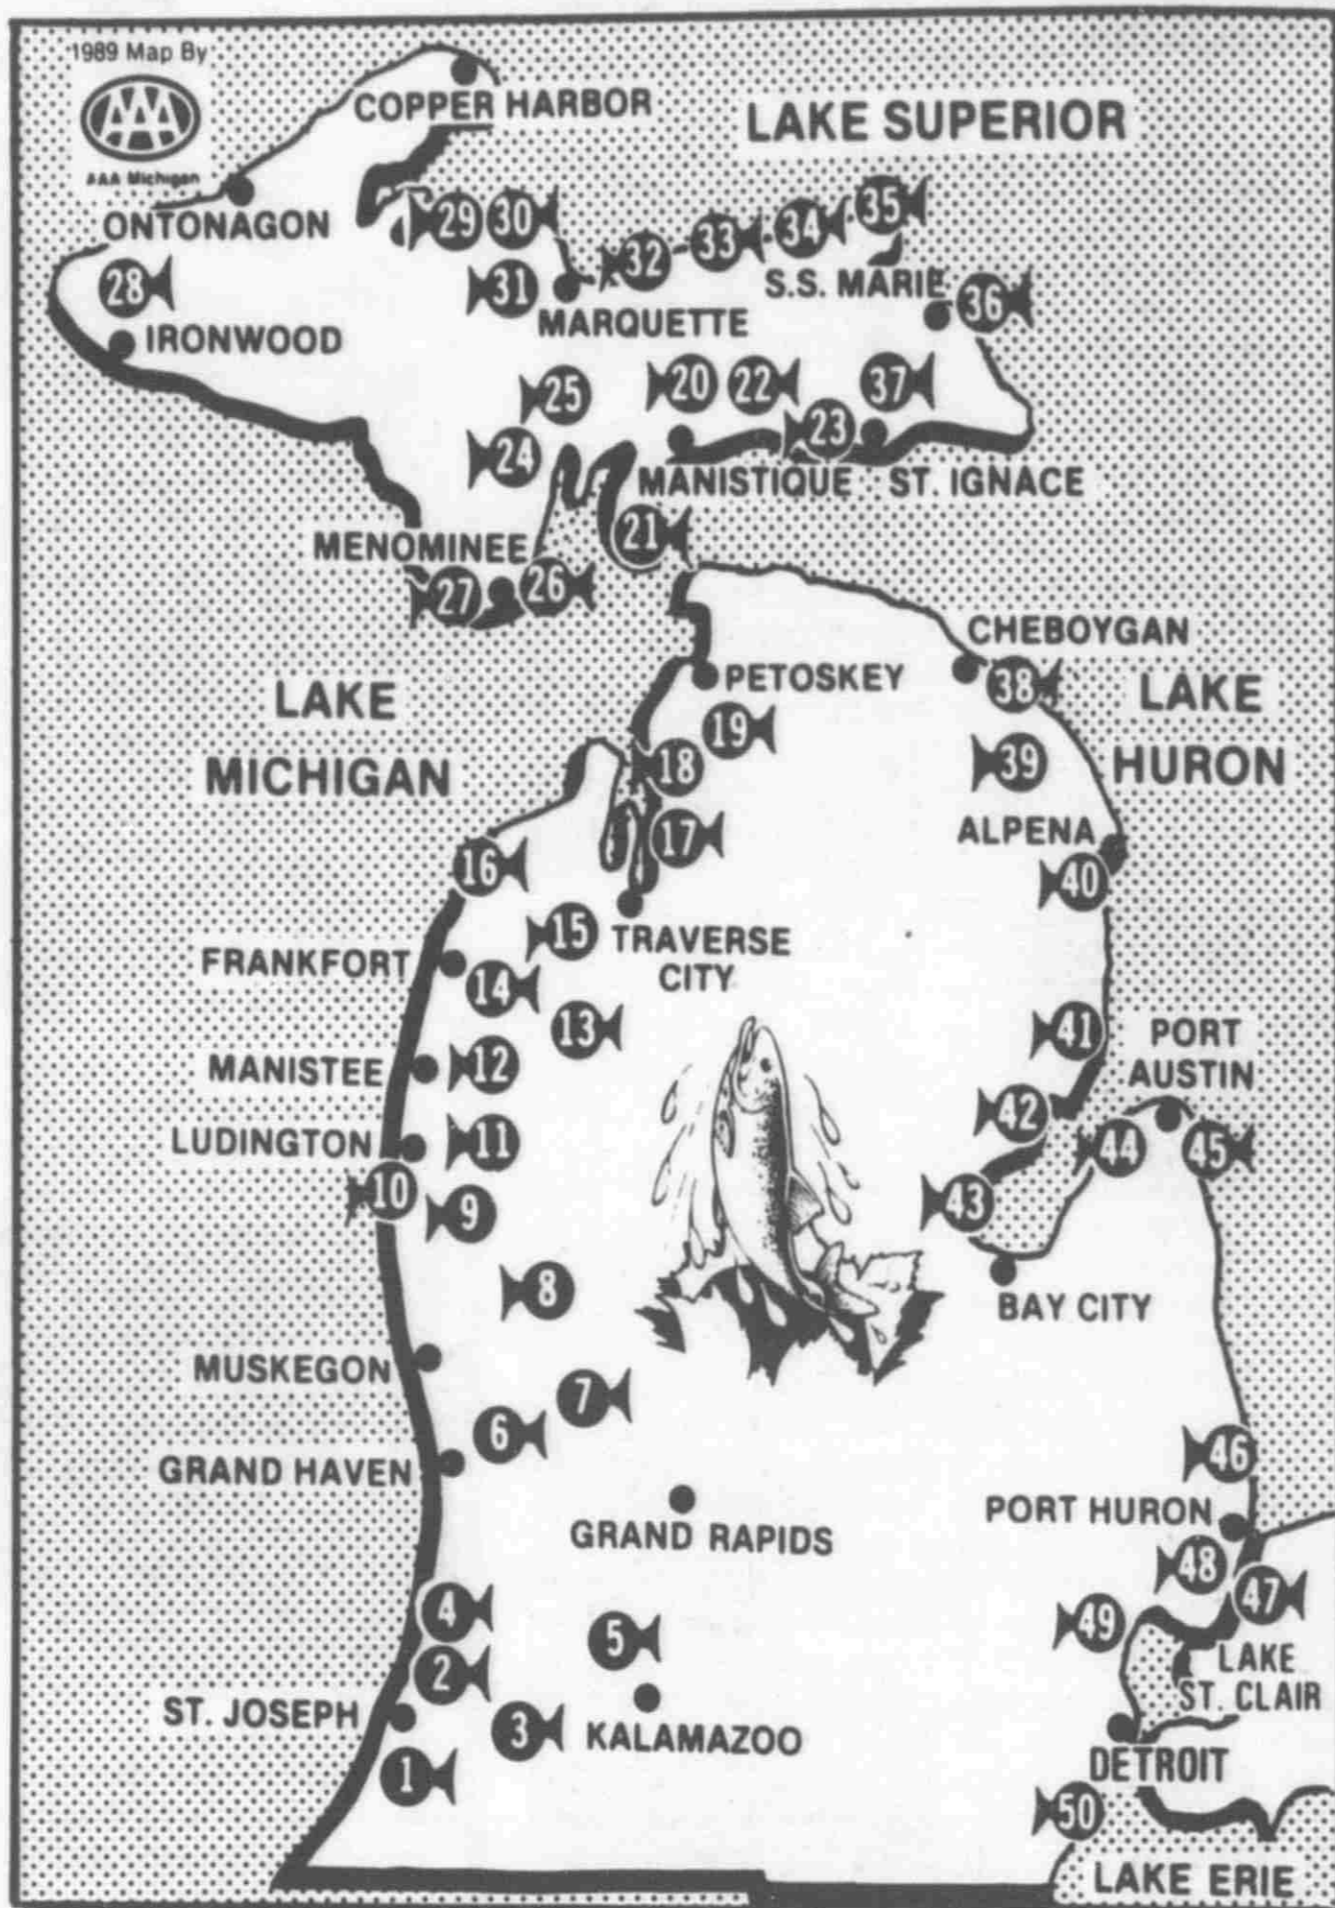 1989 Map By
AAA
AAA Michigan
COPPER HARBOR
LAKE SUPERIOR
ONTONAGON
29
30
32
33
34
35
28
31
S.S. MARIE
36
IRONWOOD
MARQUETTE
25
20
22
37
24
23
MANISTIQUE
ST. IGNACE
MENOMINEE
21
27
26
CHEBOYGAN
PETOSKEY
38
LAKE
MICHIGAN
LAKE
HURON
19
18
39
17
ALPENA
16
40
15
TRAVERSE
CITY
FRANKFORT
14
13
41
PORT
AUSTIN
MANISTEE
12
42
LUDINGTON
11
44
45
10
9
43
8
BAY CITY
MUSKEGON
7
6
46
GRAND HAVEN
PORT HURON
GRAND RAPIDS
48
47
4
5
49
2
LAKE
ST. CLAIR
ST. JOSEPH
3
KALAMAZOO
1
DETROIT
50
LAKE ERIE